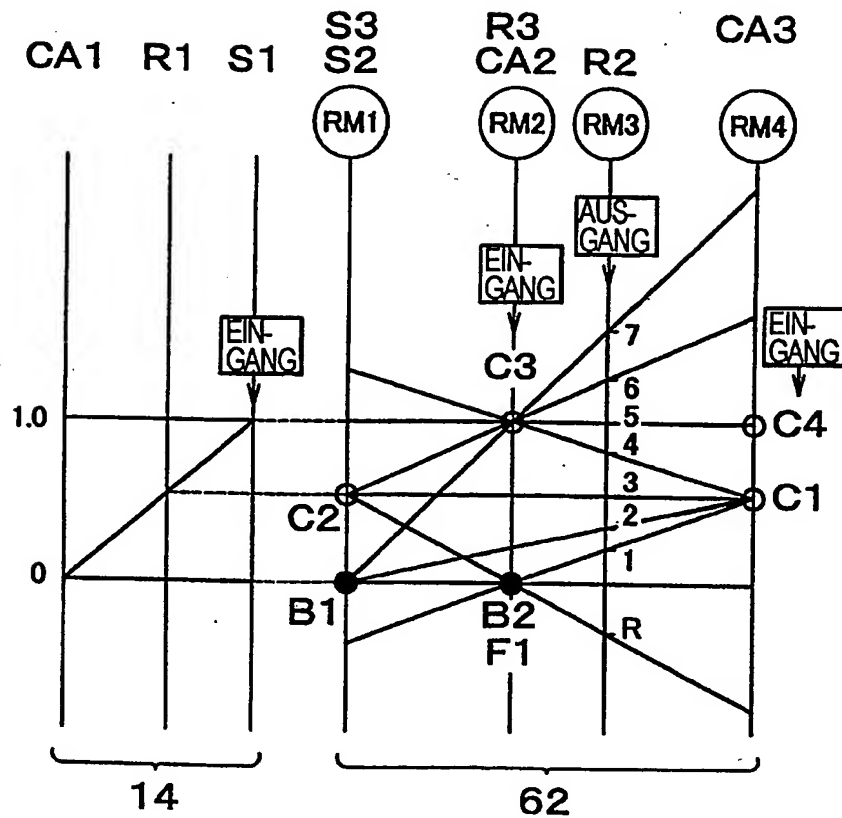 S3 R3 CA3
CA1 R1 S1 S2 CA2 R2
RM1 RM2 RM3 RM4
AUS-
GANG
EIN-
GANG
EIN-
GANG
EIN-
GANG
7
C3
6
1.0
5
C4
4
3
C1
C2
2
1
0
B1
B2
R
F1
14
62